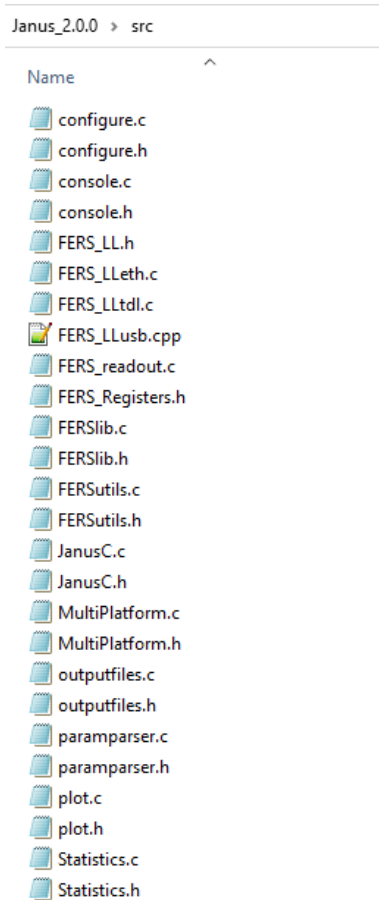 Janus_2.0.0 > src
Name
configure.c
configure.h
console.c
console.h
FERS_LL.h
FERS_LLeth.c
FERS_LLtdl.c
FERS_LLusb.cpp
FERS_readout.c
FERS_Registers.h
FERSlib.c
FERSlib.h
FERSutils.c
FERSutils.h
JanusC.c
JanusC.h
MultiPlatform.c
MultiPlatform.h
outputfiles.c
outputfiles.h
paramparser.c
paramparser.h
plot.c
plot.h
Statistics.c
Statistics.h